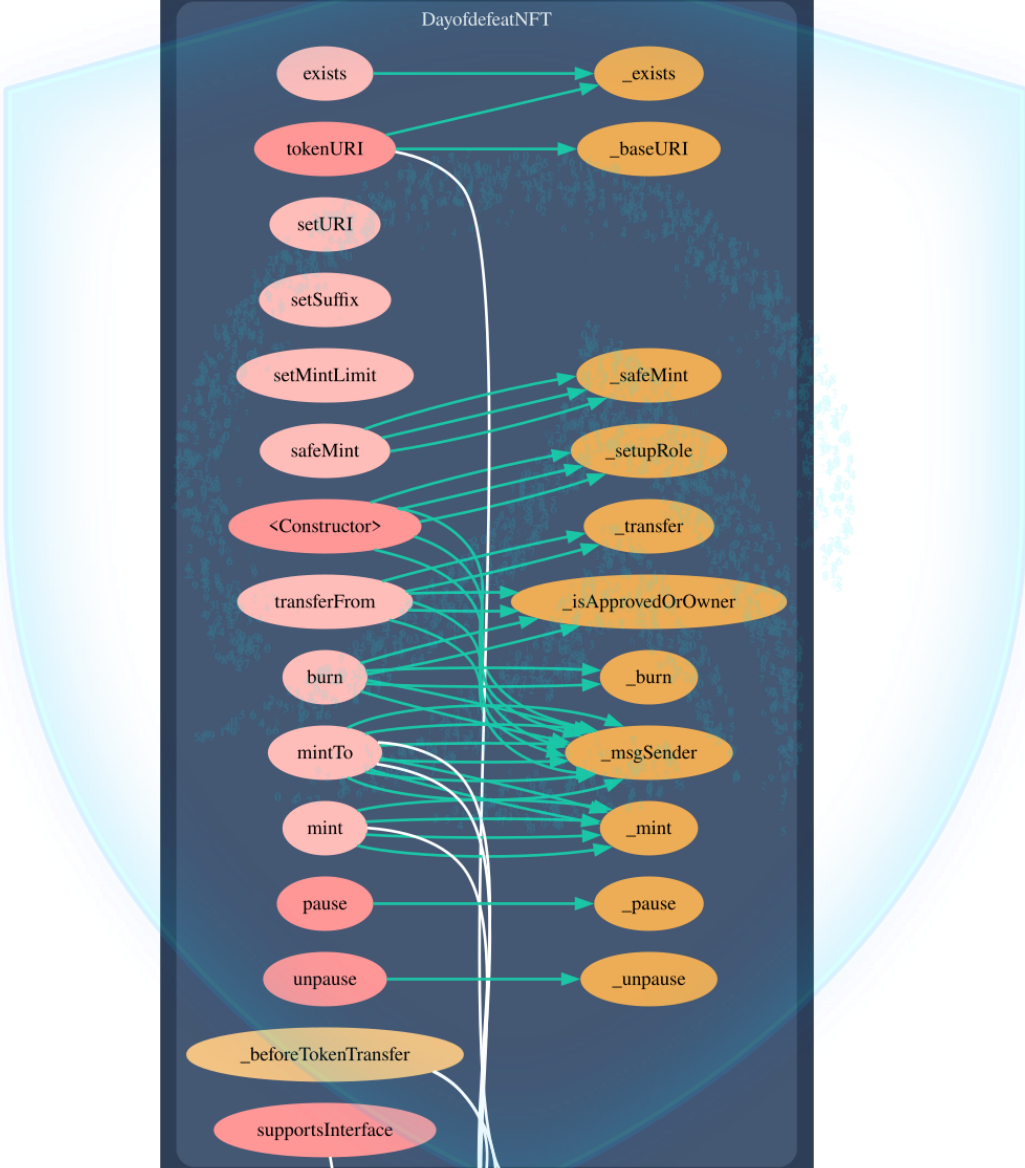 DayofdefeatNFT
exists
_exists
tokenURI
_baseURI
setURI
setSuffix
setMintLimit
_safeMint
safeMint
_setupRole
<Constructor>
_transfer
transferFrom
_isApprovedOrOwner
burn
_burn
mintTo
_msgSender
mint
_mint
pause
_pause
unpause
_unpause
_beforeTokenTransfer
supportsInterface